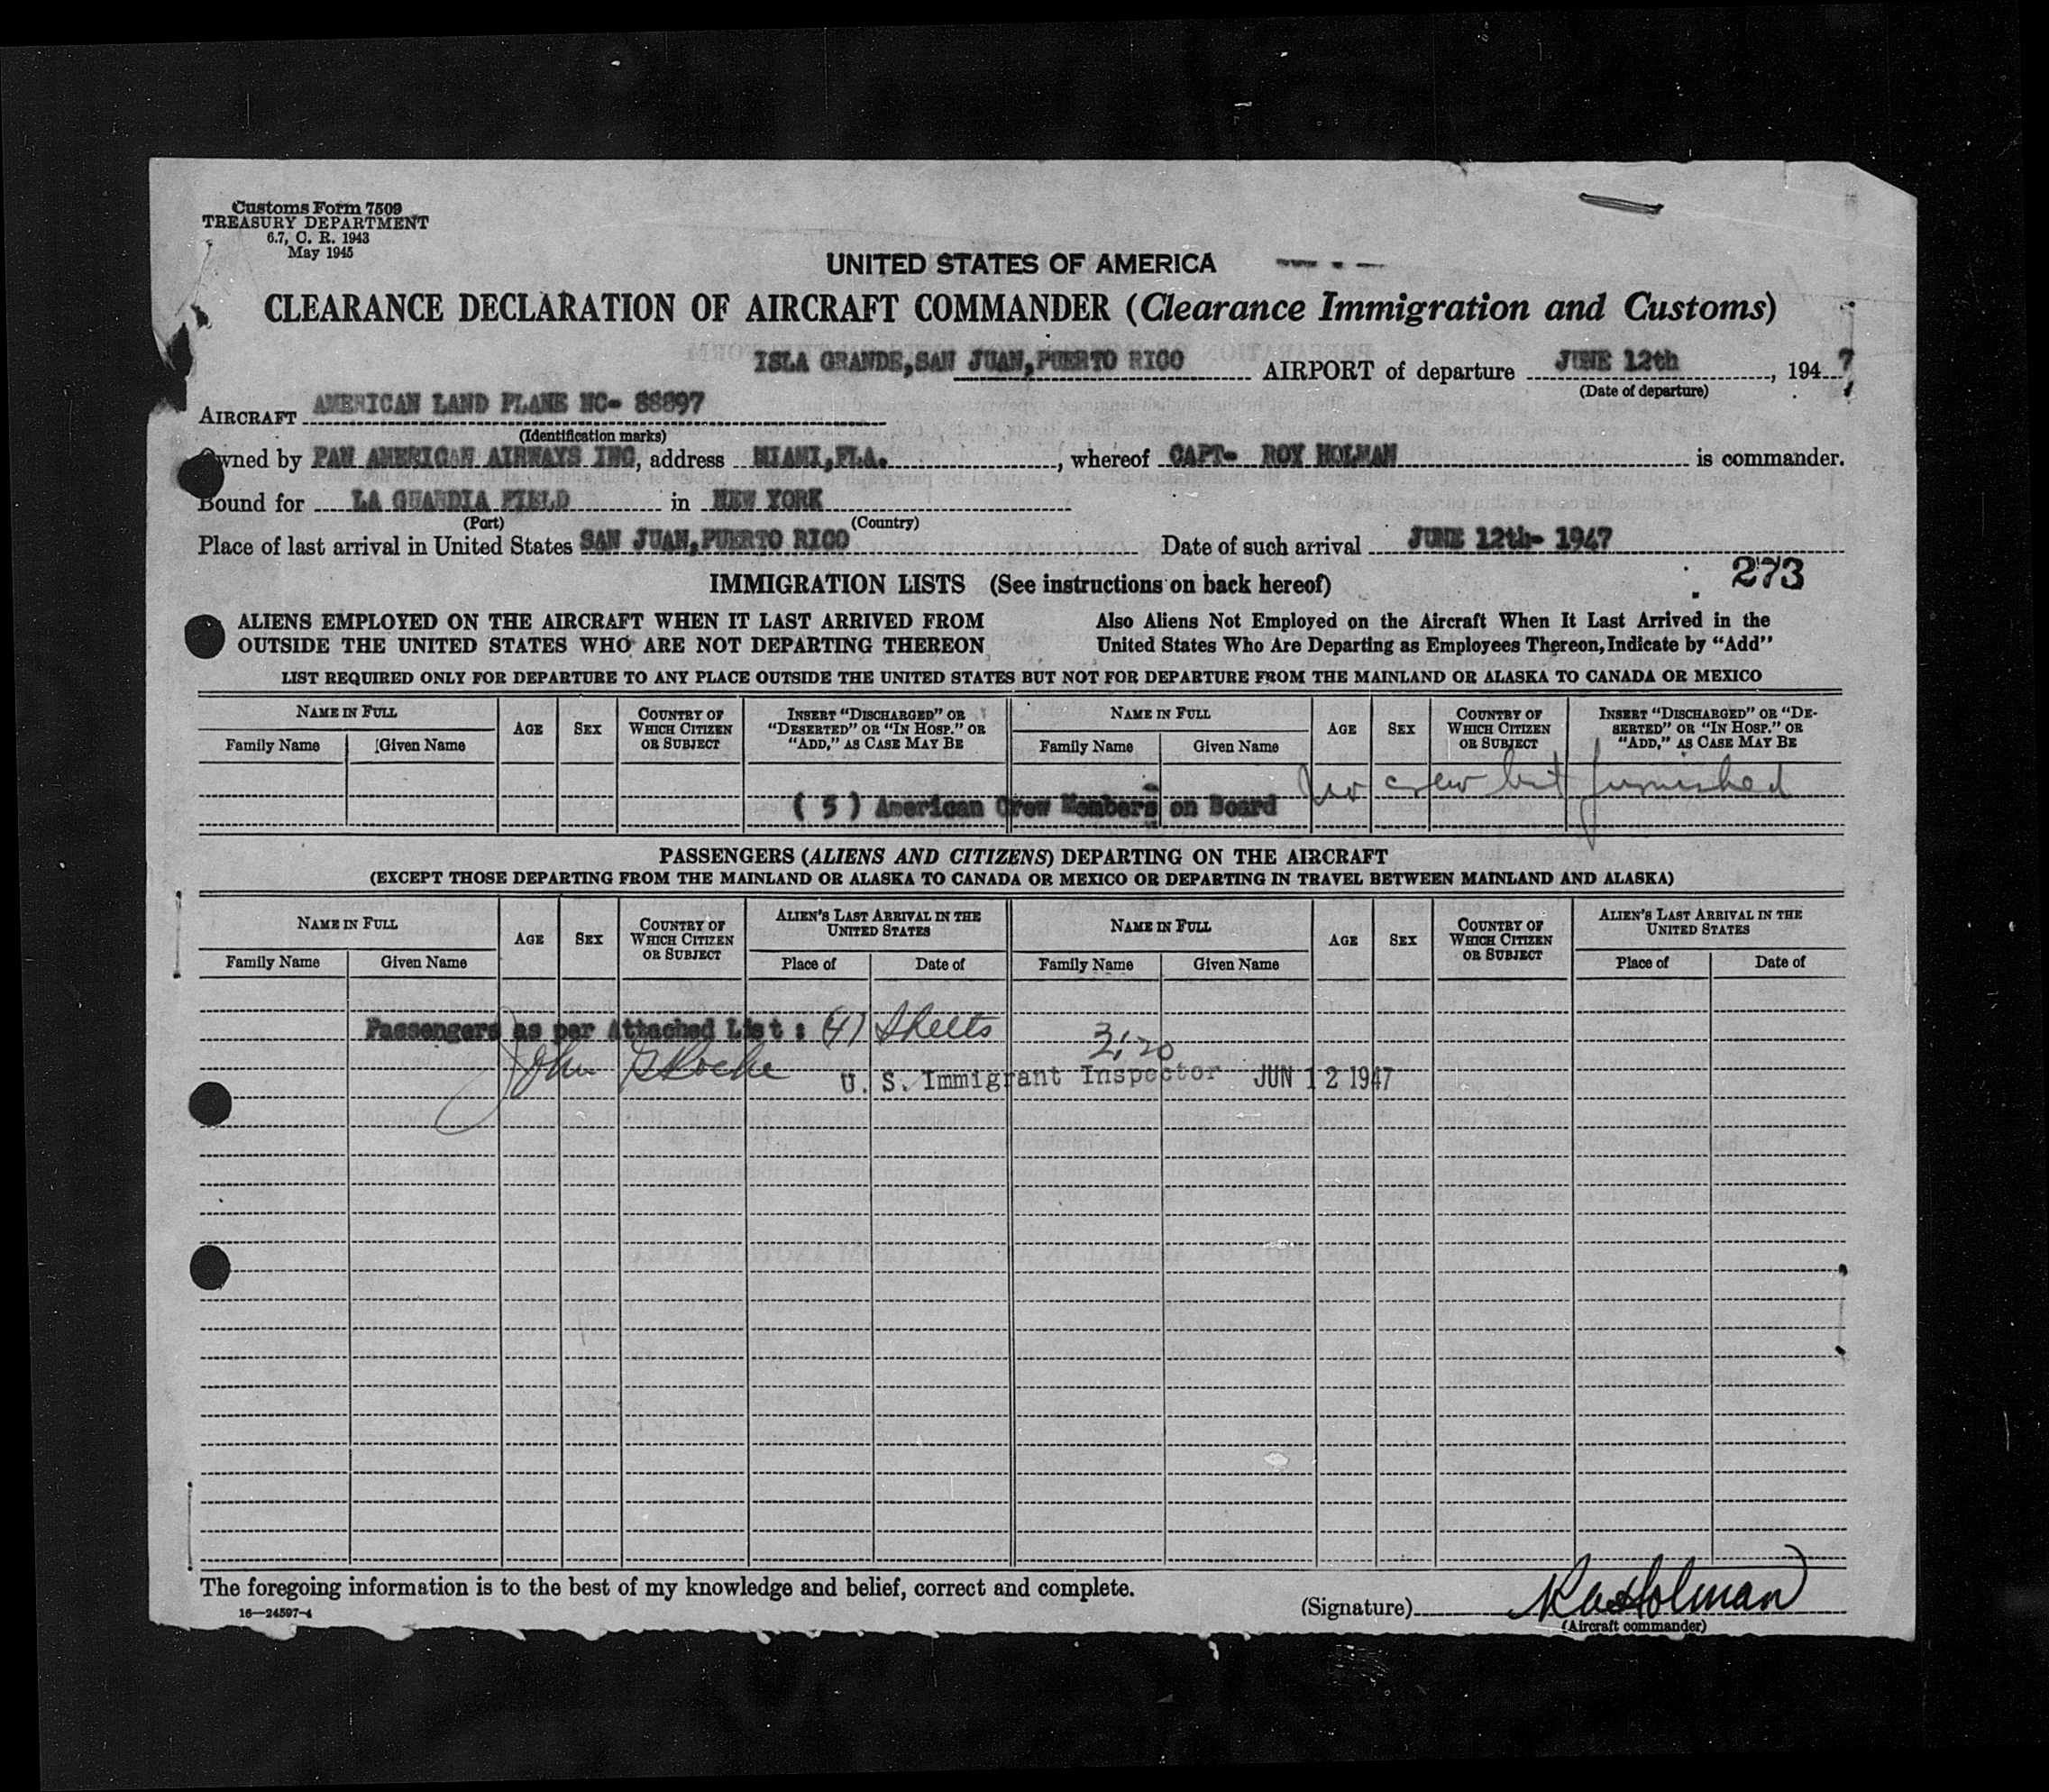 Customs Form 7509
TREASURY DEPARTMENT
6.7, C. R. 1943
May 1945
UNITED STATES OF AMERICA
CLEARANCE DECLARATION OF AIRCRAFT COMMANDER (Clearance Immigration and Customs)
ISLA GRANDE, SAN JUAN, PUERTO RICO AIRPORT of departure JUNE 12th, 1947
(Date of departure)
AIRCRAFT AMERICAN LAND PLANE NC- 88897
(Identification marks)
Owned by PAN AMERICAN AIRWAYS INC, address MIAMI, FLA., whereof CAPT- ROY HOLMAN is commander.
Bound for LA GUARDIA FIELD in NEW YORK
(Port) (Country)
Place of last arrival in United States SAN JUAN, PUERTO RICO Date of such arrival JUNE 12th- 1947
IMMIGRATION LISTS (See instructions on back hereof) 273
ALIENS EMPLOYED ON THE AIRCRAFT WHEN IT LAST ARRIVED FROM OUTSIDE THE UNITED STATES WHO ARE NOT DEPARTING THEREON
Also Aliens Not Employed on the Aircraft When It Last Arrived in the United States Who Are Departing as Employees Thereon, Indicate by "Add"
LIST REQUIRED ONLY FOR DEPARTURE TO ANY PLACE OUTSIDE THE UNITED STATES BUT NOT FOR DEPARTURE FROM THE MAINLAND OR ALASKA TO CANADA OR MEXICO
NAME IN FULL AGE SEX COUNTRY OF WHICH CITIZEN OR SUBJECT INSERT "DISCHARGED" OR "DESERTED" OR "IN HOSP." OR "ADD," AS CASE MAY BE NAME IN FULL AGE SEX COUNTRY OF WHICH CITIZEN OR SUBJECT INSERT "DISCHARGED" OR "DE-SERTED" OR "IN HOSP." OR "ADD," AS CASE MAY BE
Family Name Given Name Family Name Given Name
( 5 ) American Crew Members on Board no crew list furnished
PASSENGERS (ALIENS AND CITIZENS) DEPARTING ON THE AIRCRAFT
(EXCEPT THOSE DEPARTING FROM THE MAINLAND OR ALASKA TO CANADA OR MEXICO OR DEPARTING IN TRAVEL BETWEEN MAINLAND AND ALASKA)
NAME IN FULL AGE SEX COUNTRY OF WHICH CITIZEN OR SUBJECT ALIEN'S LAST ARRIVAL IN THE UNITED STATES NAME IN FULL AGE SEX COUNTRY OF WHICH CITIZEN OR SUBJECT ALIEN'S LAST ARRIVAL IN THE UNITED STATES
Family Name Given Name Place of Date of Family Name Given Name Place of Date of
Passengers as per Attached List : (4) Sheets
3:20
John Roche U. S. Immigrant Inspector JUN 12 1947
The foregoing information is to the best of my knowledge and belief, correct and complete.
16—24597-4
(Signature) Holman
(Aircraft commander)